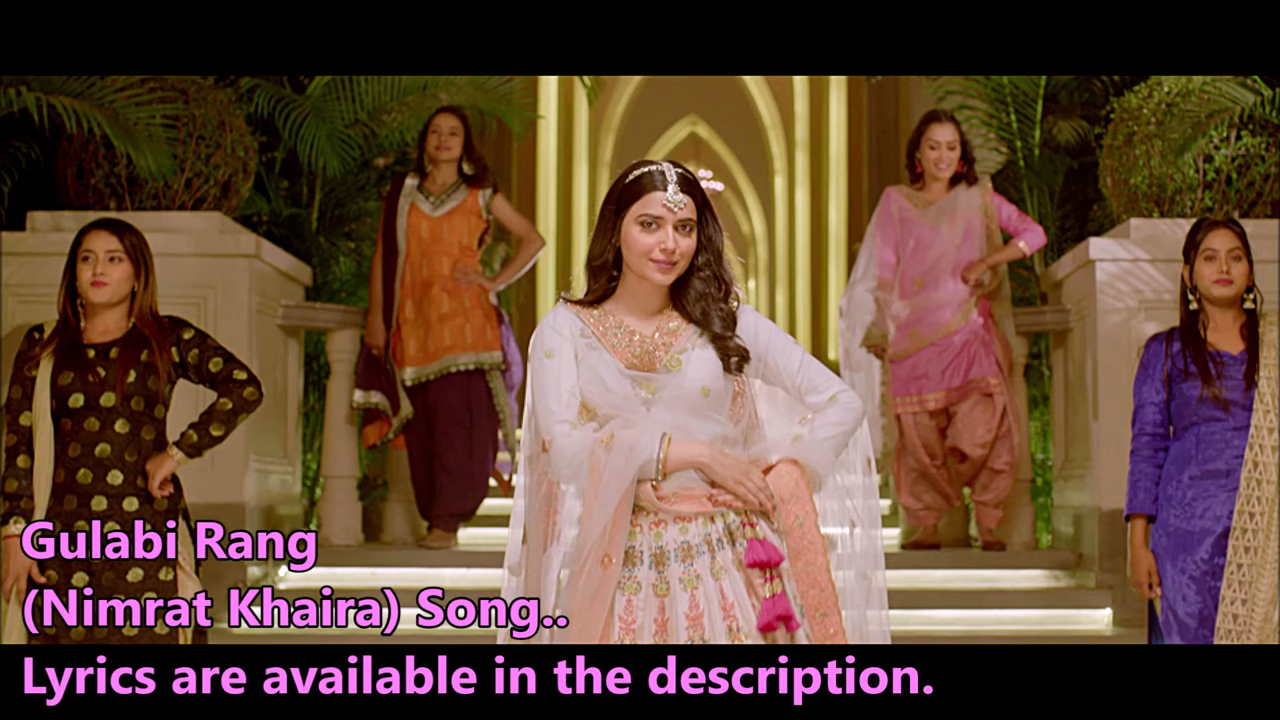 Gulabi Rang
(Nimrat Khaira) Song..
Lyrics are available in the description.